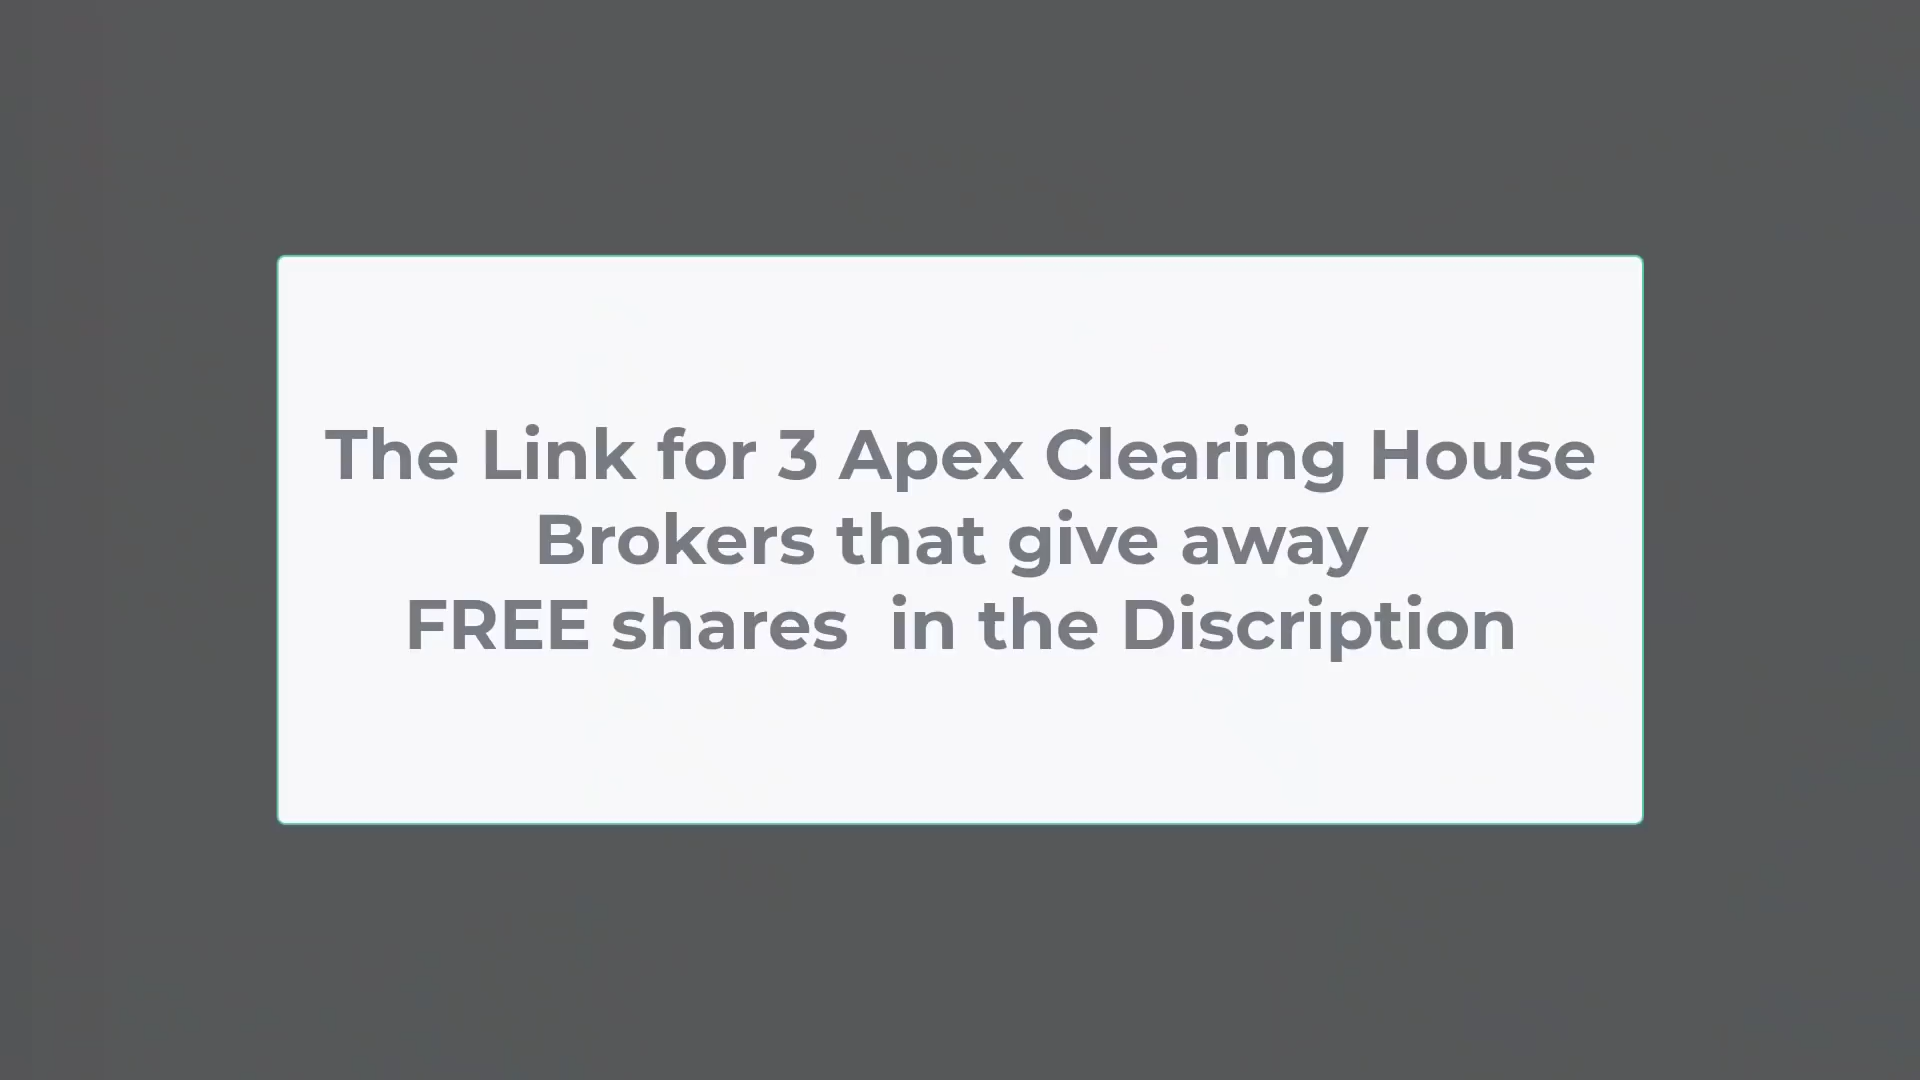 The Link for 3 Apex Clearing House
Brokers that give away
FREE shares  in the Discription